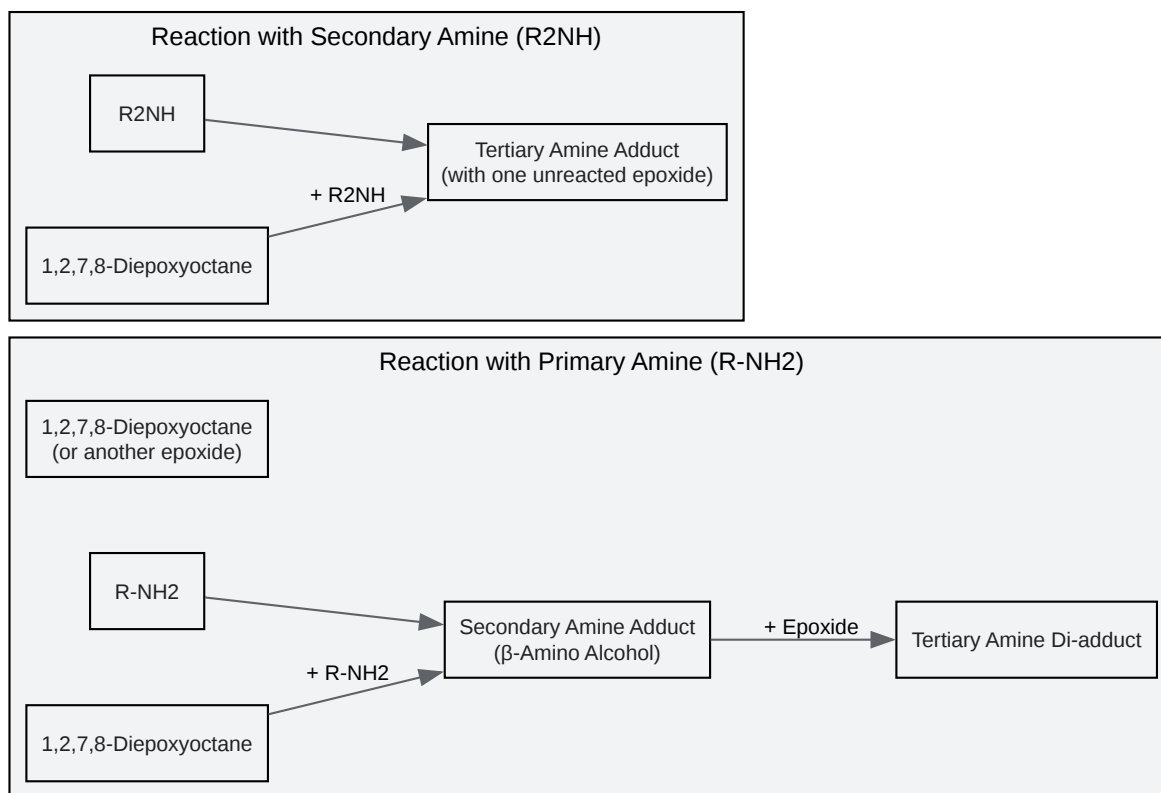 Reaction with Secondary Amine (R2NH)
R2NH
Tertiary Amine Adduct
(with one unreacted epoxide)
+ R2NH
1,2,7,8-Diepoxyoctane
Reaction with Primary Amine (R-NH2)
1,2,7,8-Diepoxyoctane
(or another epoxide)
R-NH2
Secondary Amine Adduct
(β-Amino Alcohol)
+ Epoxide
Tertiary Amine Di-adduct
+ R-NH2
1,2,7,8-Diepoxyoctane